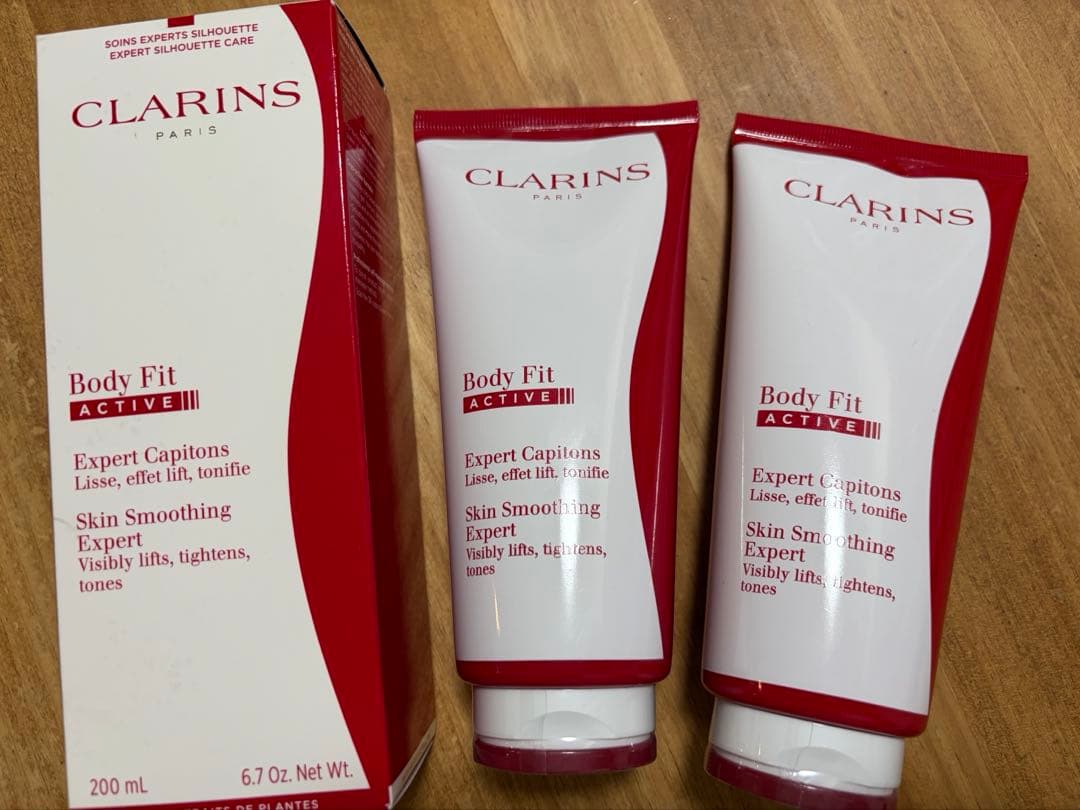 SOINS EXPERTS SILHOUETTE
EXPERT SILHOUETTE CARE
CLARINS
PARIS
Body Fit
ACTIVE
Expert Capitons
Lisse, effet lift, tonifie
Skin Smoothing
Expert
Visibly lifts, tightens,
tones
200 mL
6.7 Oz. Net Wt.
DE PLANTES
CLARINS
PARIS
Body Fit
ACTIVE
Expert Capitons
Lisse, effet lift, tonifie
Skin Smoothing
Expert
Visibly lifts, tightens,
tones
CLARINS
PARIS
Body Fit
ACTIVE
Expert Capitons
Lisse, effet lift, tonifie
Skin Smoothing
Expert
Visibly lifts, tightens,
tones